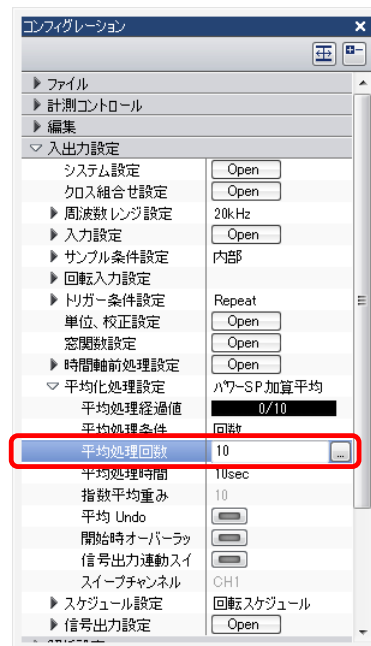 コンフィグレーション
ファイル
計測コントロール
編集
入出力設定
システム設定 Open
クロス組合せ設定 Open
周波数レンジ設定 20kHz
入力設定 Open
サンプル条件設定 内部
回転入力設定
トリガー条件設定 Repeat
単位、校正設定 Open
窓関数設定 Open
時間軸前処理設定 Open
平均化処理設定 パワーSP加算平均
平均処理経過値 0/10
平均処理条件 回数
平均処理回数 10 ...
平均処理時間 10sec
指数平均重み 10
平均 Undo
開始時オーバーラッ
信号出力連動スイ
スイープチャンネル CH1
スケジュール設定 回転スケジュール
信号出力設定 Open